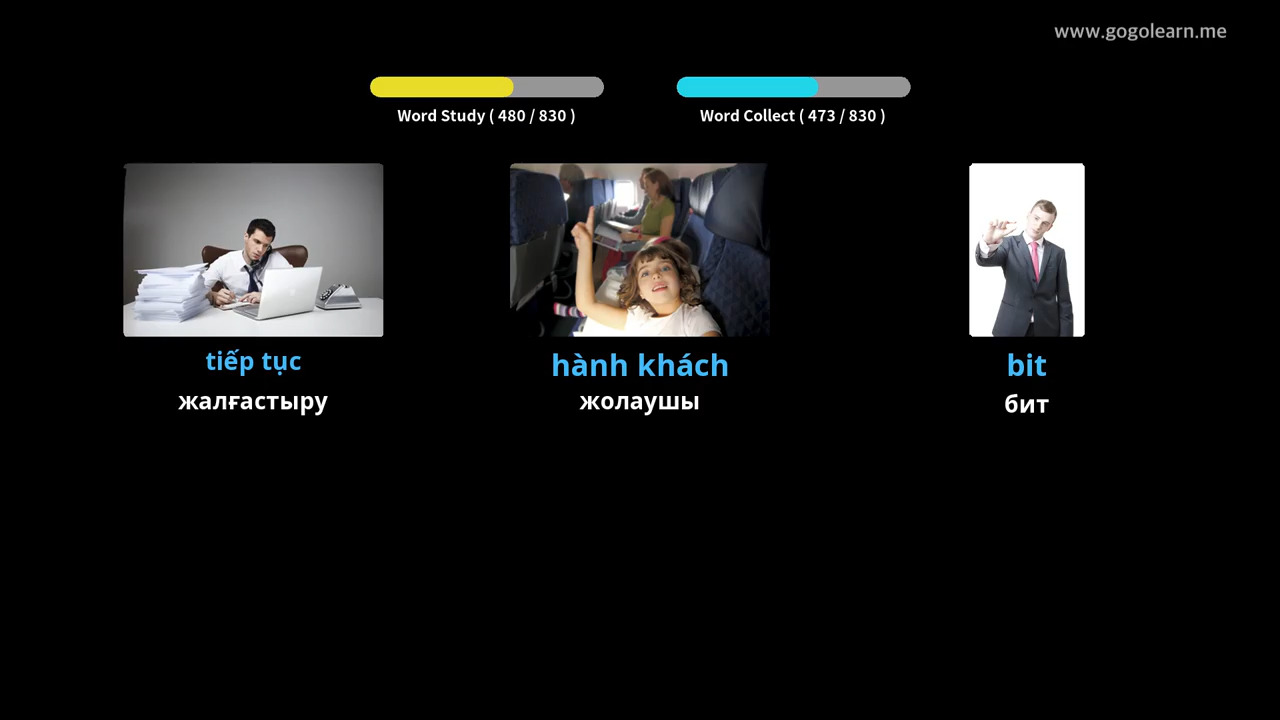 www.gogolearn.me
Word Study ( 480 / 830 )
Word Collect ( 473 / 830 )
tiếp tục
жалғастыру
hành khách
жолаушы
bit
бит